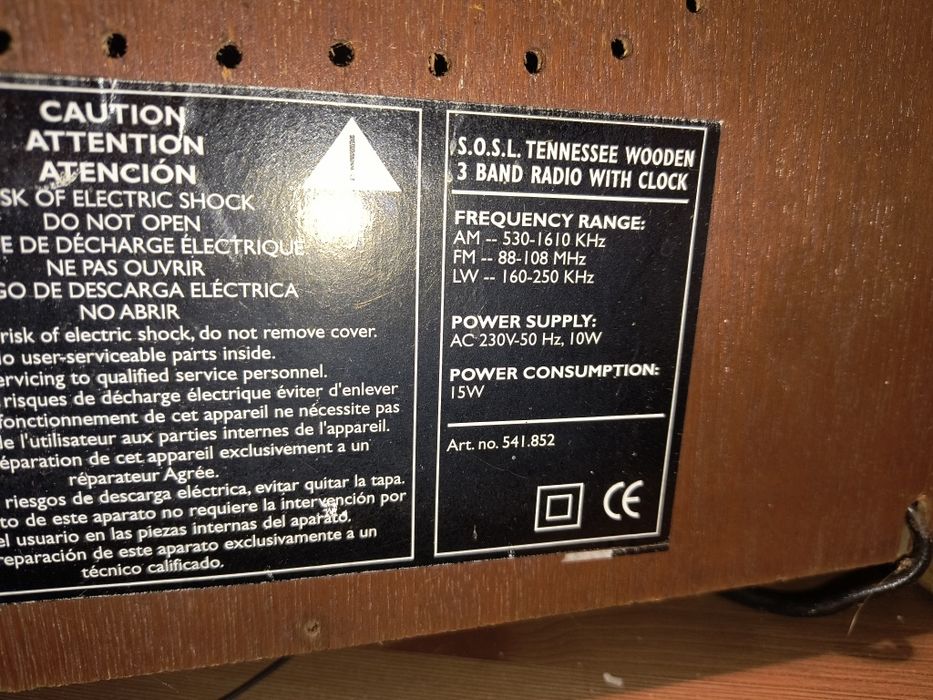 CAUTION
ATTENTION
ATENCIÓN
SK OF ELECTRIC SHOCK
DO NOT OPEN
E DE DÉCHARGE ÉLECTRIQUE
NE PAS OUVRIR
GO DE DESCARGA ELÉCTRICA
NO ABRIR
risk of electric shock, do not remove cover.
o user-serviceable parts inside.
ervicing to qualified service personnel.
risques de décharge électrique éviter d'enlever
fonctionnement de cet appareil ne nécessite pas
e l'utilisateur aux parties internes de l'appareil.
éparation de cet appareil exclusivement a un
réparateur Agrée.
riesgos de descarga eléctrica, evitar quitar la tapa.
to de este aparato no requiere la intervención por
el usuario en las piezas internas del aparato.
reparación de este aparato exclusivamente a un
técnico calificado.
S.O.S.L. TENNESSEE WOODEN
3 BAND RADIO WITH CLOCK
FREQUENCY RANGE:
AM -- 530-1610 KHz
FM -- 88-108 MHz
LW -- 160-250 KHz
POWER SUPPLY:
AC 230V-50 Hz, 10W
POWER CONSUMPTION:
15W
Art. no. 541.852
CE